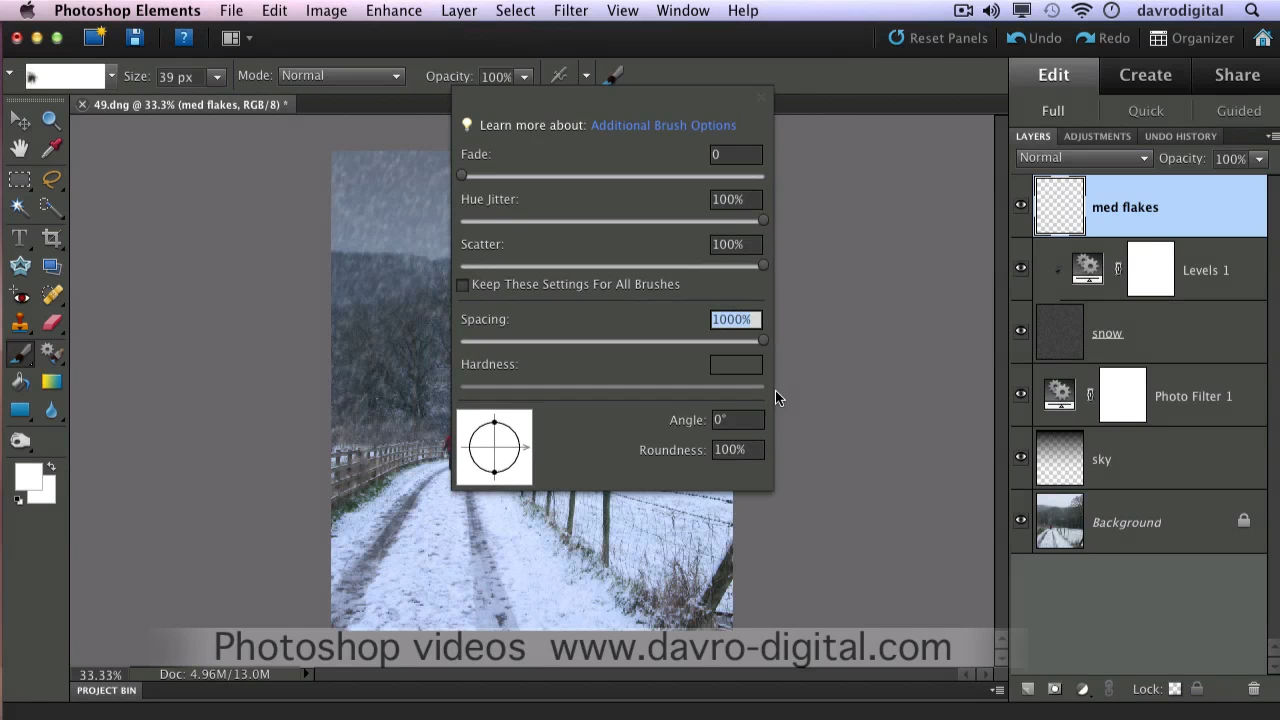 Photoshop Elements File Edit Image Enhance Layer Select Filter View Window Help davrodigital
Reset Panels Undo Redo Organizer
Size: 39 px Mode: Normal Opacity: 100%
Edit Create Share
49.dng @ 33.3% (med flakes, RGB/8) *
Full Quick Guided
LAYERS ADJUSTMENTS UNDO HISTORY
Normal Opacity: 100%
Learn more about: Additional Brush Options
Fade: 0
Hue Jitter: 100%
Scatter: 100%
Keep These Settings For All Brushes
Spacing: 1000%
Hardness:
Angle: 0°
Roundness: 100%
med flakes
Levels 1
snow
Photo Filter 1
sky
Background
Photoshop videos www.davro-digital.com
33.33% Doc: 4.96M/13.0M
Lock:
PROJECT BIN